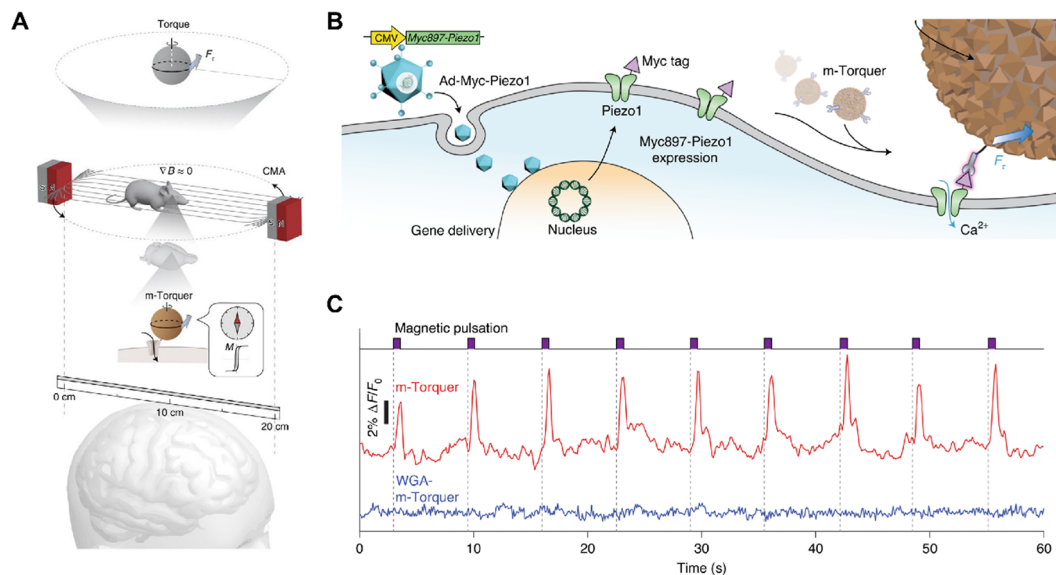 A
Torque
Fτ
∇B ≈ 0
CMA
m-Torquer
M
0 cm
10 cm
20 cm
B
CMV Myc897-Piezo1
Ad-Myc-Piezo1
Myc tag
Piezo1
Myc897-Piezo1
expression
Gene delivery
Nucleus
m-Torquer
Fτ
Ca²⁺
C
Magnetic pulsation
m-Torquer
2% ΔF/F₀
WGA-
m-Torquer
0 10 20 30 40 50 60
Time (s)